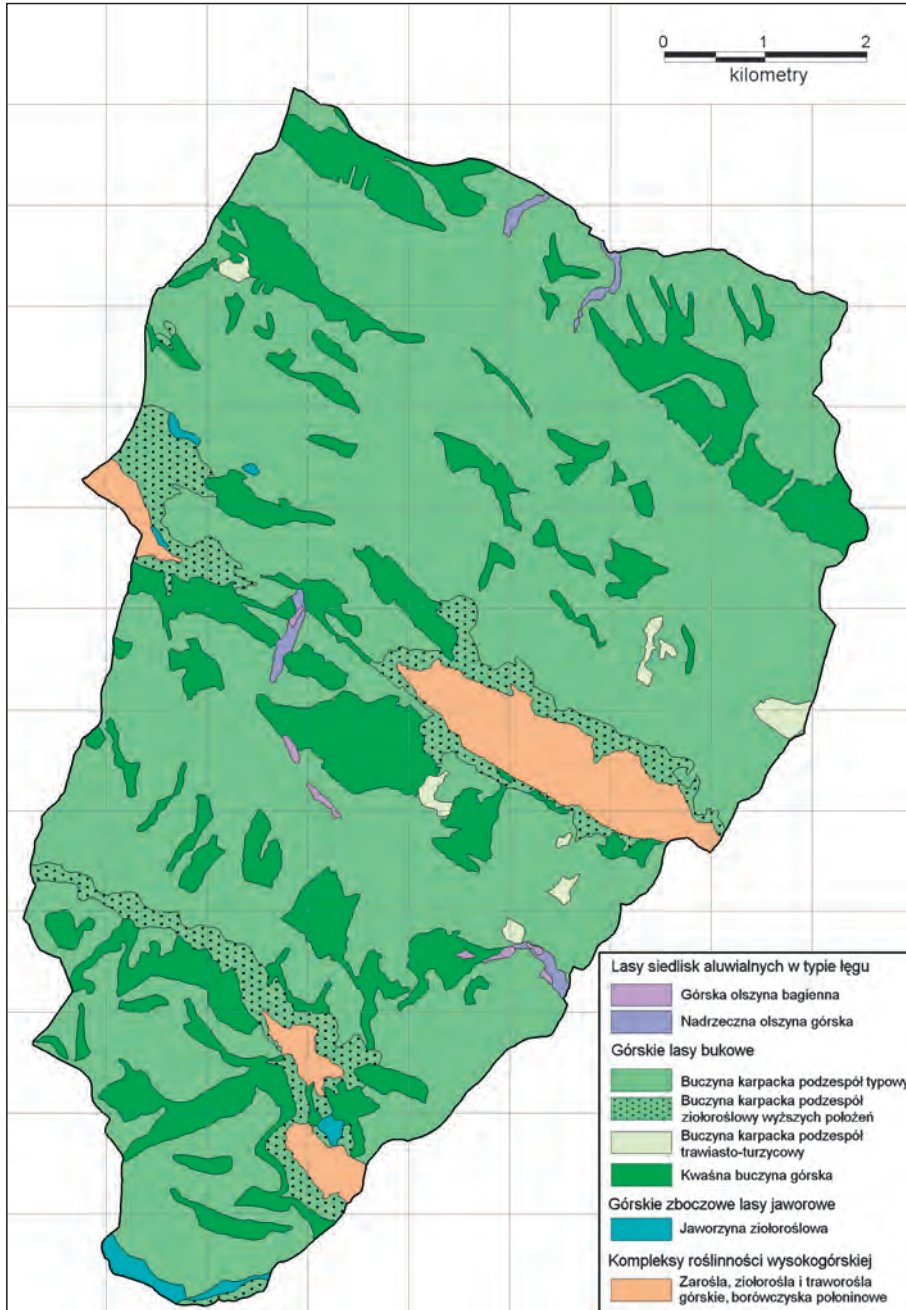 0 1 2
kilometry
Lasy siedlisk aluwialnych w typie łęgu
Górska olszyna bagienna
Nadrzeczna olszyna górska
Górskie lasy bukowe
Buczyna karpacka podzespół typowy
Buczyna karpacka podzespół
ziołoroślowy wyższych położeń
Buczyna karpacka podzespół
trawiasto-turzycowy
Kwaśna buczyna górska
Górskie zboczowe lasy jaworowe
Jaworzyna ziołoroślowa
Kompleksy roślinności wysokogórskiej
Zarośla, ziołorośla i traworośla
górskie, borówczyska połoninowe